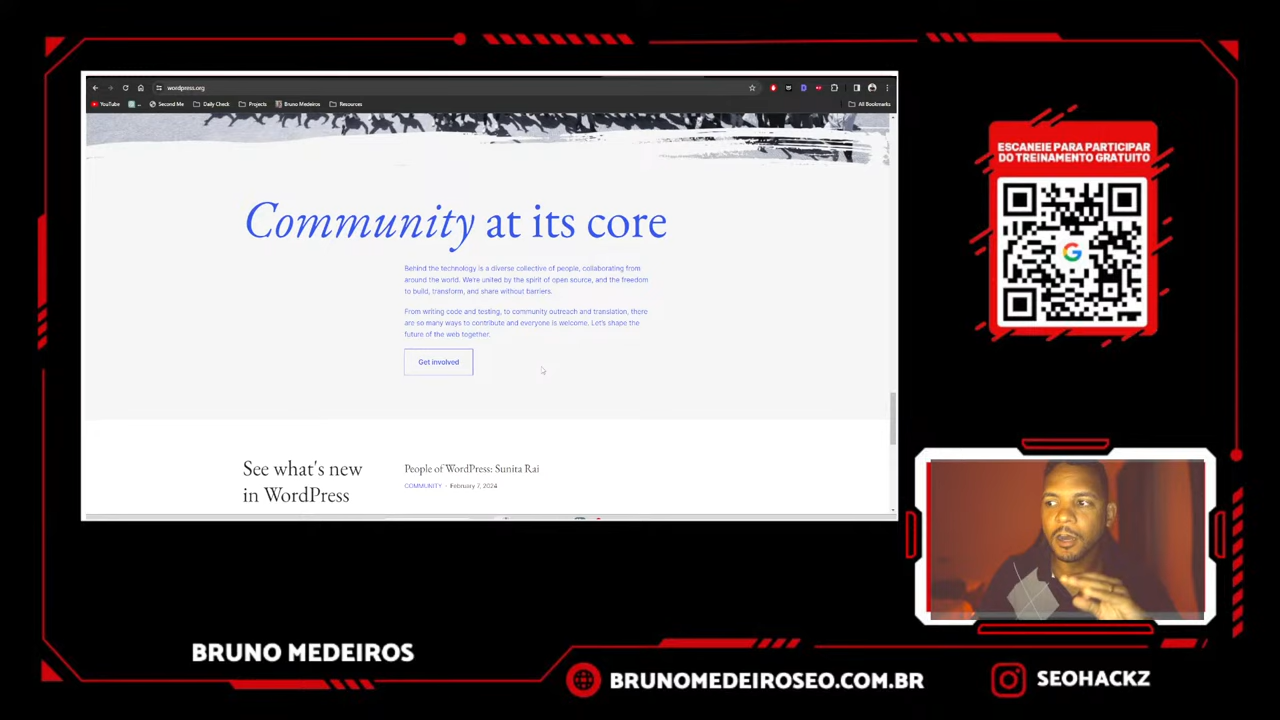 wordpress.org
YouTube
Second Me
Daily Check
Projects
Bruno Medeiros
Resources
All Bookmarks
Community at its core
Behind the technology is a diverse collective of people, collaborating from
around the world. We're united by the spirit of open source, and the freedom
to build, transform, and share without barriers.
From writing code and testing, to community outreach and translation, there
are so many ways to contribute and everyone is welcome. Let's shape the
future of the web together.
Get involved
See what's new
in WordPress
People of WordPress: Sunita Rai
COMMUNITY · February 7, 2024
ESCANEIE PARA PARTICIPAR
DO TREINAMENTO GRATUITO
G
BRUNO MEDEIROS
BRUNOMEDEIROSEO.COM.BR
SEOHACKZ